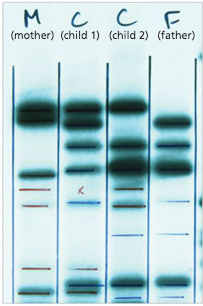 M C C F
(mother) (child 1) (child 2) (father)
x